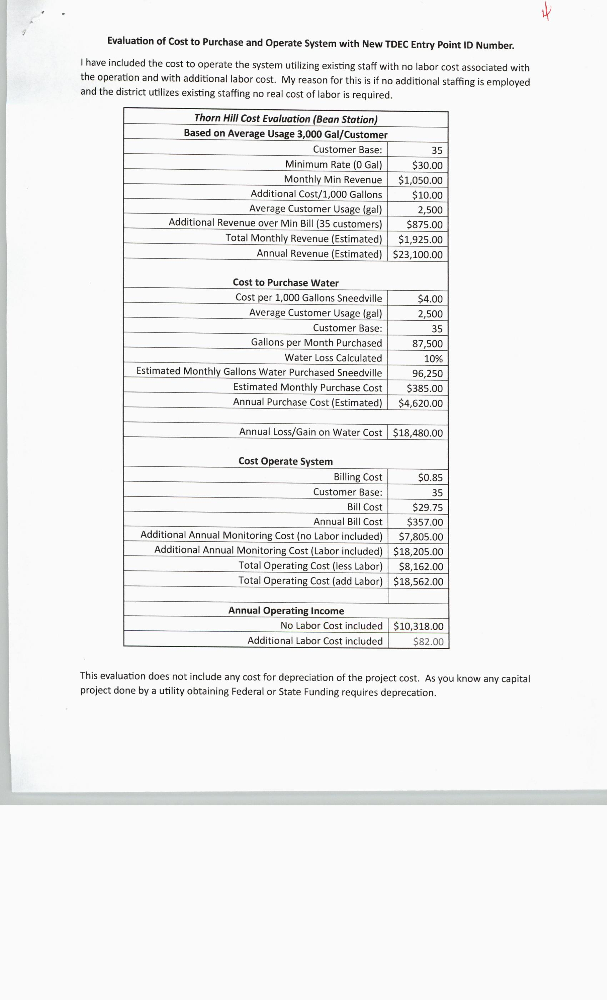 4
Evaluation of Cost to Purchase and Operate System with New TDEC Entry Point ID Number.
I have included the cost to operate the system utilizing existing staff with no labor cost associated with
the operation and with additional labor cost. My reason for this is if no additional staffing is employed
and the district utilizes existing staffing no real cost of labor is required.
Thorn Hill Cost Evaluation (Bean Station)
Based on Average Usage 3,000 Gal/Customer
Customer Base: 35
Minimum Rate (0 Gal) $30.00
Monthly Min Revenue $1,050.00
Additional Cost/1,000 Gallons $10.00
Average Customer Usage (gal) 2,500
Additional Revenue over Min Bill (35 customers) $875.00
Total Monthly Revenue (Estimated) $1,925.00
Annual Revenue (Estimated) $23,100.00
Cost to Purchase Water
Cost per 1,000 Gallons Sneedville $4.00
Average Customer Usage (gal) 2,500
Customer Base: 35
Gallons per Month Purchased 87,500
Water Loss Calculated 10%
Estimated Monthly Gallons Water Purchased Sneedville 96,250
Estimated Monthly Purchase Cost $385.00
Annual Purchase Cost (Estimated) $4,620.00
Annual Loss/Gain on Water Cost $18,480.00
Cost Operate System
Billing Cost $0.85
Customer Base: 35
Bill Cost $29.75
Annual Bill Cost $357.00
Additional Annual Monitoring Cost (no Labor included) $7,805.00
Additional Annual Monitoring Cost (Labor included) $18,205.00
Total Operating Cost (less Labor) $8,162.00
Total Operating Cost (add Labor) $18,562.00
Annual Operating Income
No Labor Cost included $10,318.00
Additional Labor Cost included $82.00
This evaluation does not include any cost for depreciation of the project cost. As you know any capital
project done by a utility obtaining Federal or State Funding requires deprecation.